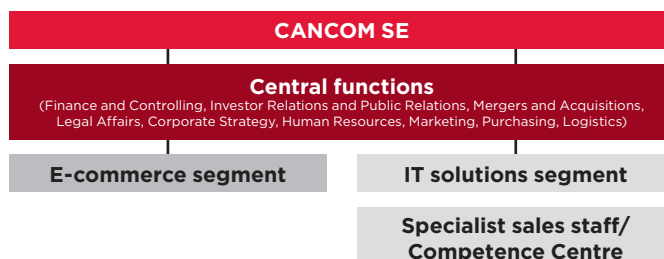 CANCOM SE
Central functions
(Finance and Controlling, Investor Relations and Public Relations, Mergers and Acquisitions,
Legal Affairs, Corporate Strategy, Human Resources, Marketing, Purchasing, Logistics)
E-commerce segment
IT solutions segment
Specialist sales staff/
Competence Centre